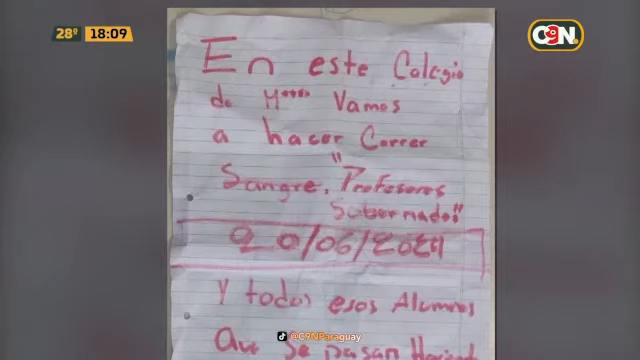 28º 18:09
C9N.
En este Colegio
de M**** Vamos
a hacer Correr
Sangre. "Profesores
Sobornados"
20/06/2024
Y todos esos Alumnos
Que se pasan
@C9NParaguay